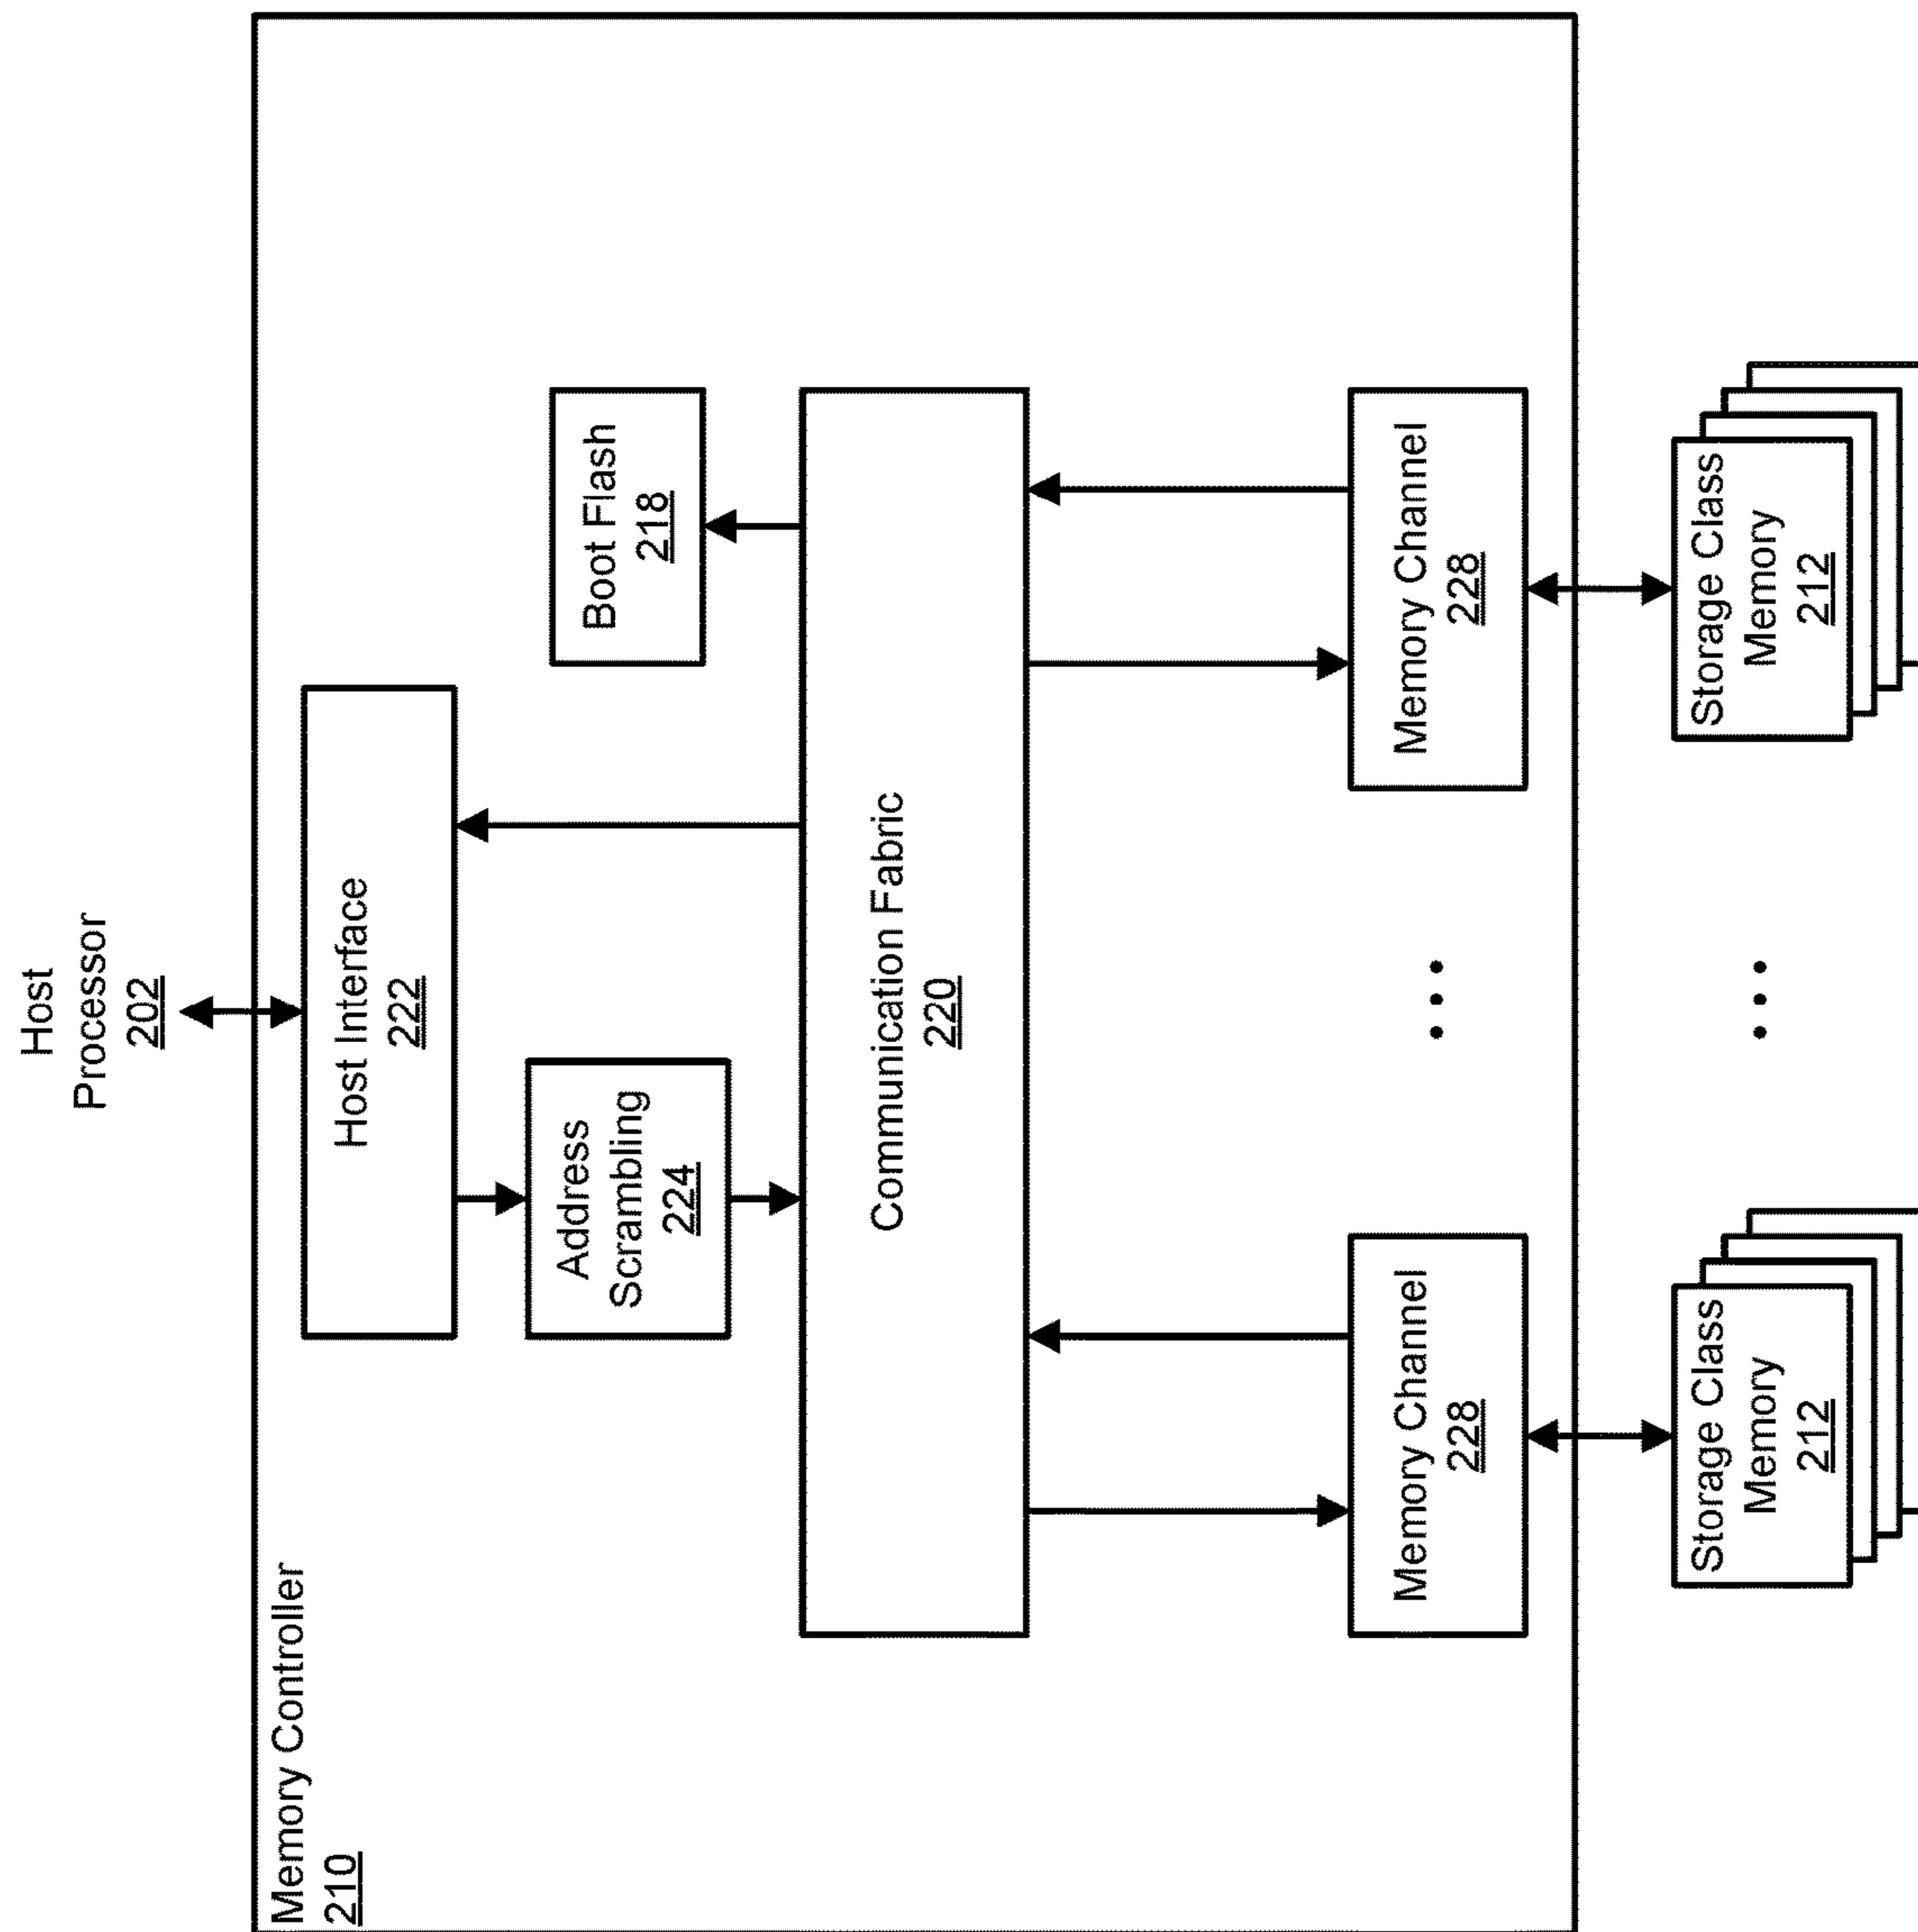 Host
Processor
202
Memory Controller
210
Host Interface
222
Address
Scrambling
224
Boot Flash
218
Communication Fabric
220
Memory Channel
228
Memory Channel
228
Storage Class
Memory
212
Storage Class
Memory
212